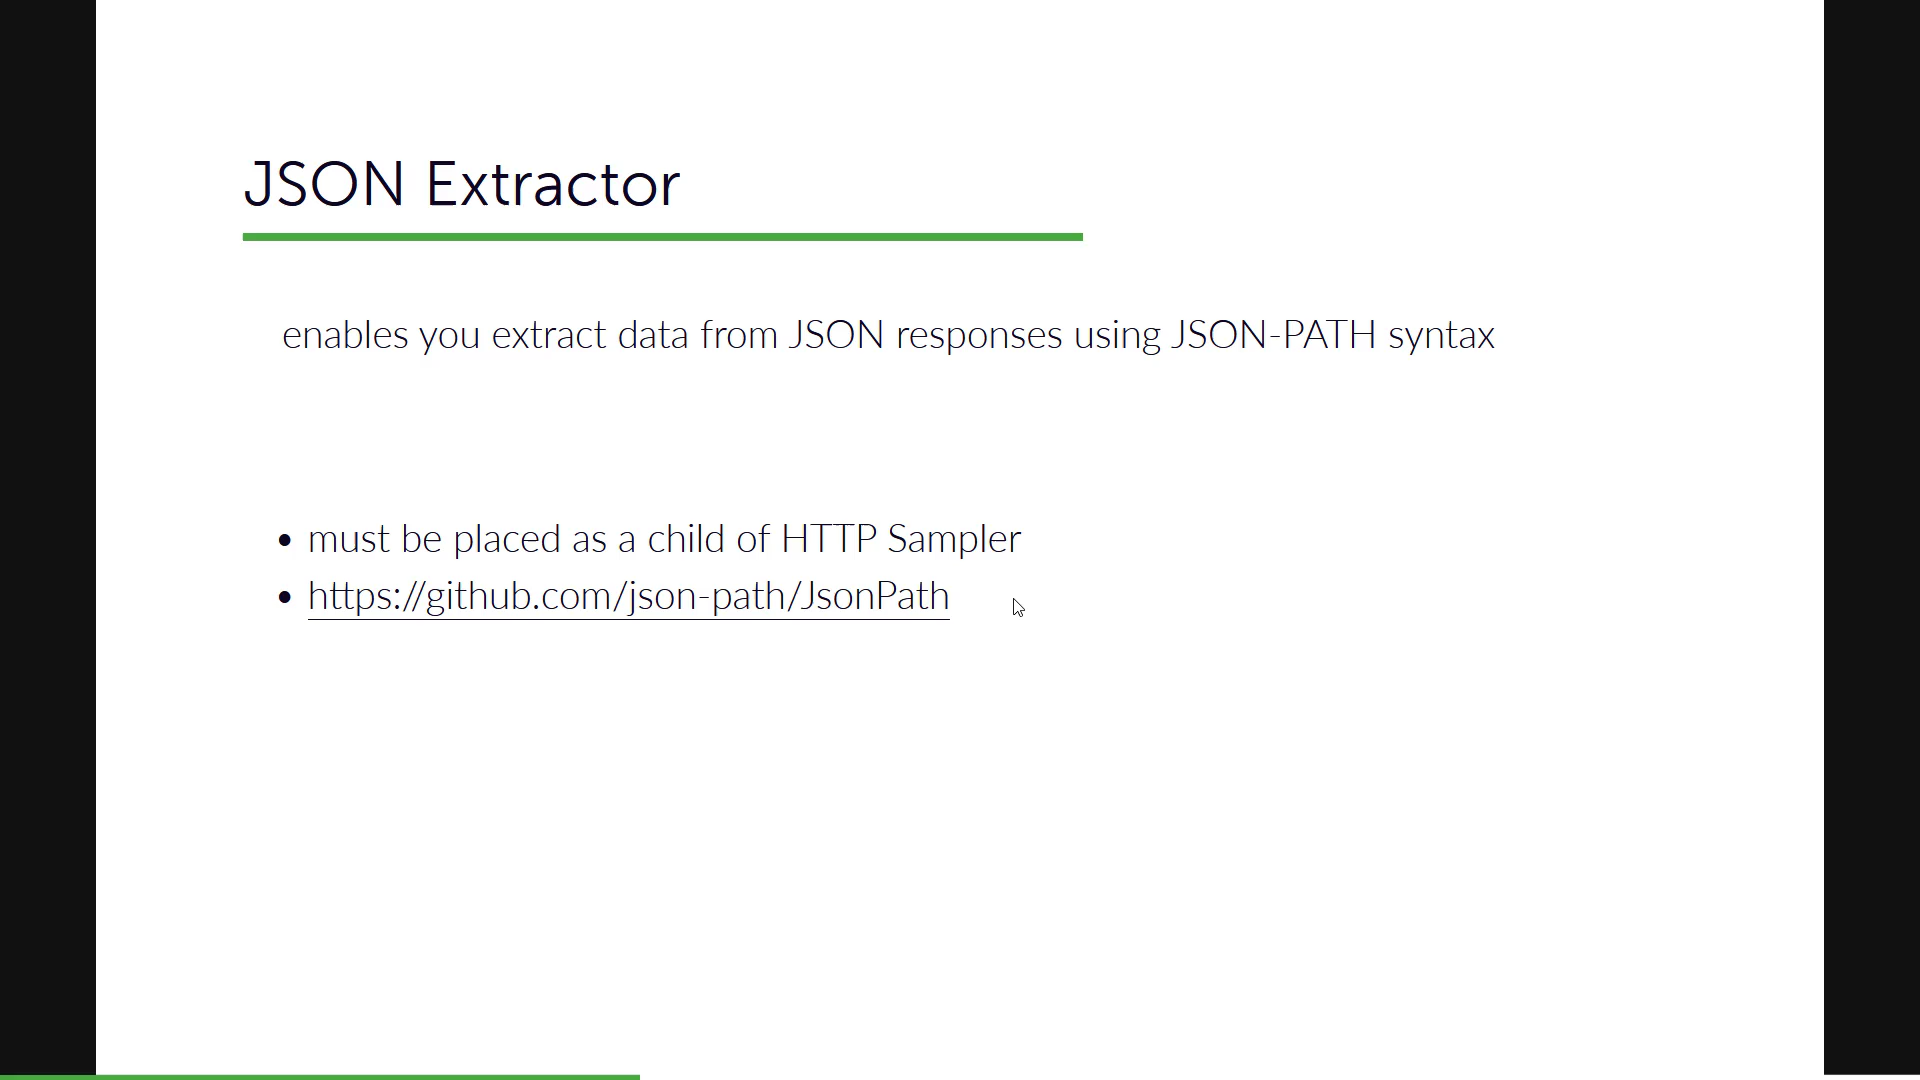 JSON Extractor
enables you extract data from JSON responses using JSON-PATH syntax
• must be placed as a child of HTTP Sampler
• https://github.com/json-path/JsonPath